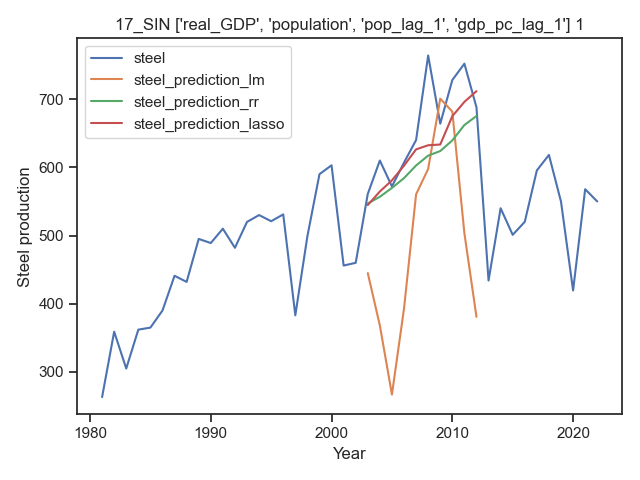 17_SIN ['real_GDP', 'population', 'pop_lag_1', 'gdp_pc_lag_1'] 1
steel
steel_prediction_lm
steel_prediction_rr
steel_prediction_lasso
Steel production
700
600
500
400
300
1980
1990
2000
2010
2020
Year